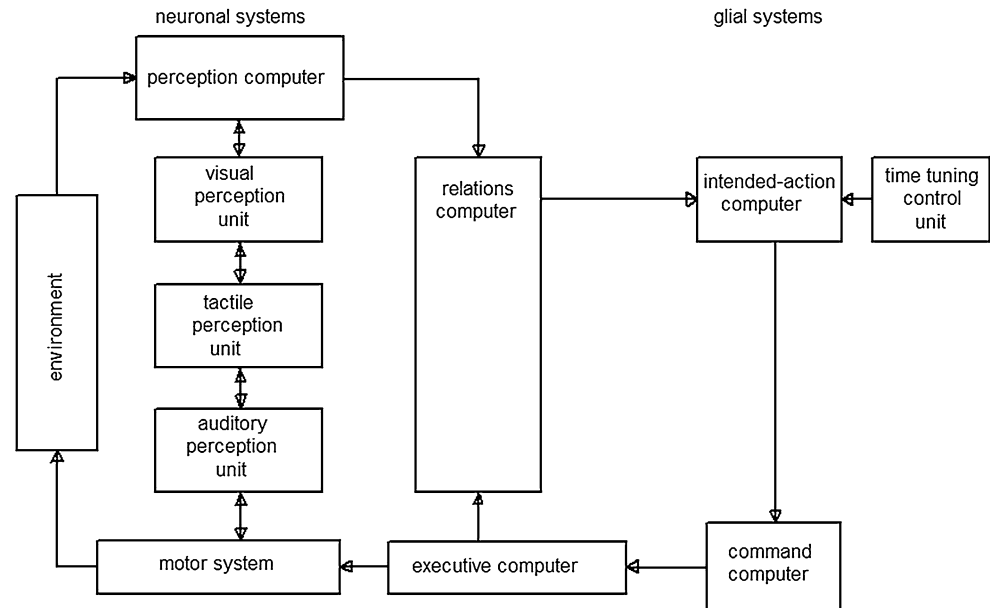 neuronal systems
glial systems
perception computer
visual
perception
unit
tactile
perception
unit
auditory
perception
unit
environment
motor system
relations
computer
executive computer
intended-action
computer
time tuning
control
unit
command
computer